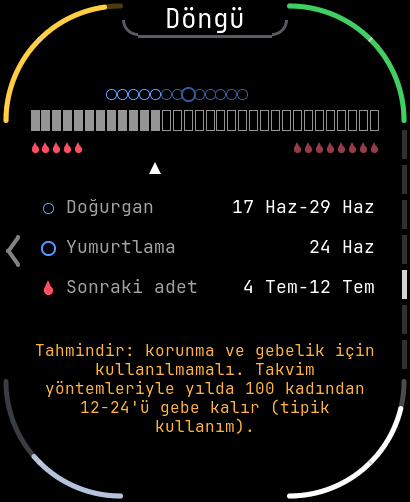 Döngü
Doğurgan 17 Haz-29 Haz
Yumurtlama 24 Haz
Sonraki adet 4 Tem-12 Tem
Tahmindir: korunma ve gebelik için
kullanılmamalı. Takvim
yöntemleriyle yılda 100 kadından
12-24'ü gebe kalır (tipik
kullanım).